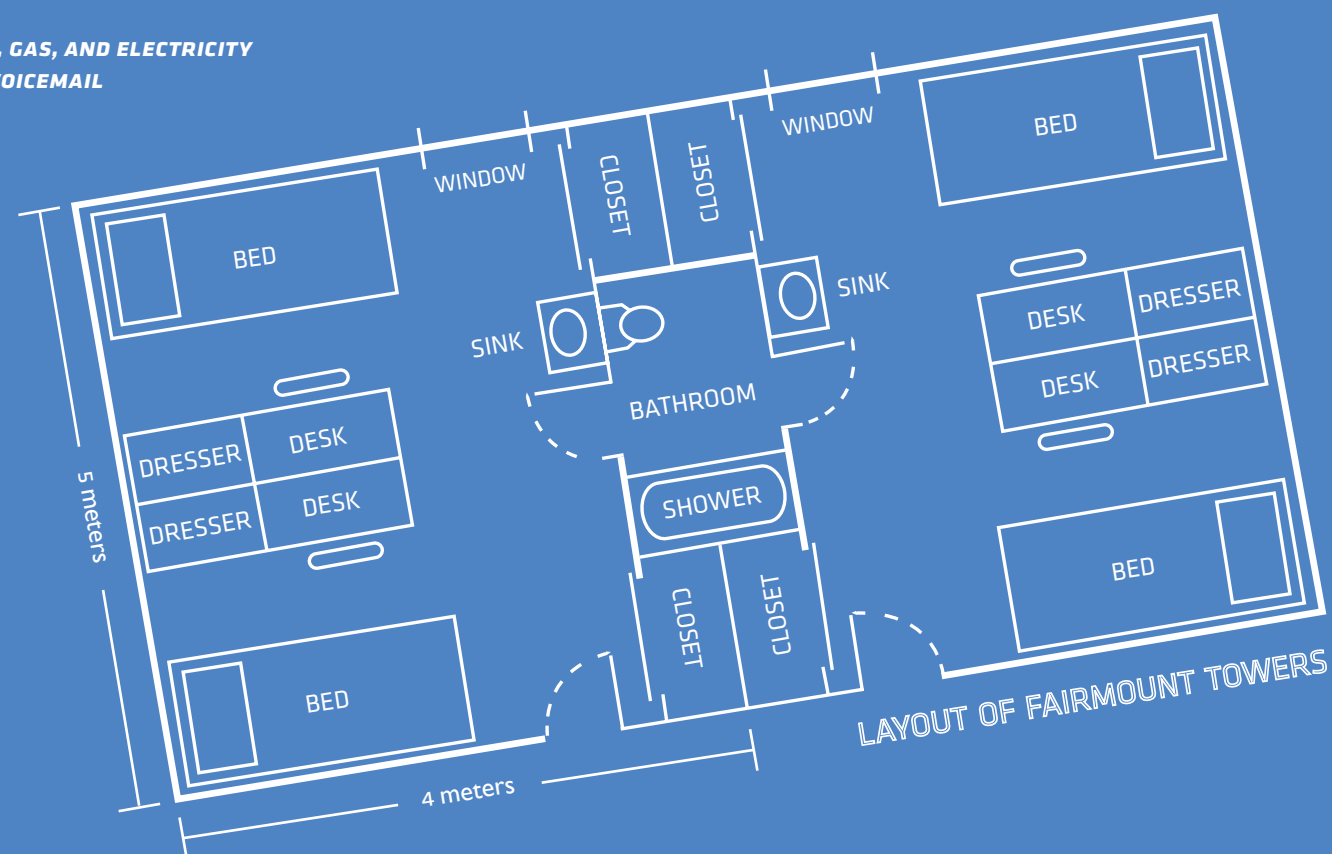 , GAS, AND ELECTRICITY
OICEMAIL
WINDOW
WINDOW
BED
BED
CLOSET
CLOSET
SINK
SINK
DESK
DRESSER
DESK
DRESSER
BATHROOM
DRESSER
DESK
DRESSER
DESK
SHOWER
5 meters
CLOSET
CLOSET
BED
BED
LAYOUT OF FAIRMOUNT TOWERS
4 meters